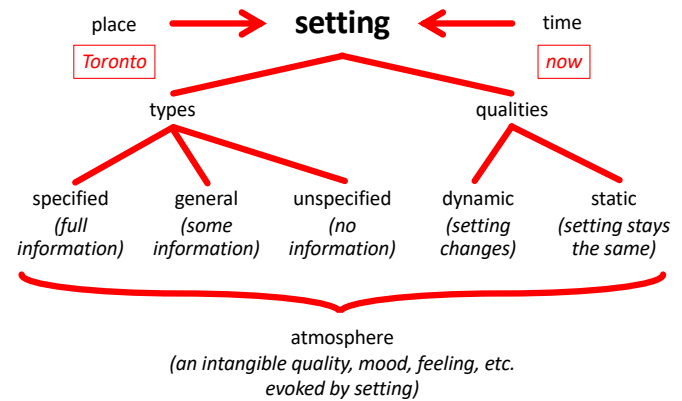 place
setting
time
Toronto
now
types
qualities
specified
general
unspecified
dynamic
static
(full
information)
(some
information)
(no
information)
(setting
changes)
(setting stays
the same)
atmosphere
(an intangible quality, mood, feeling, etc.
evoked by setting)